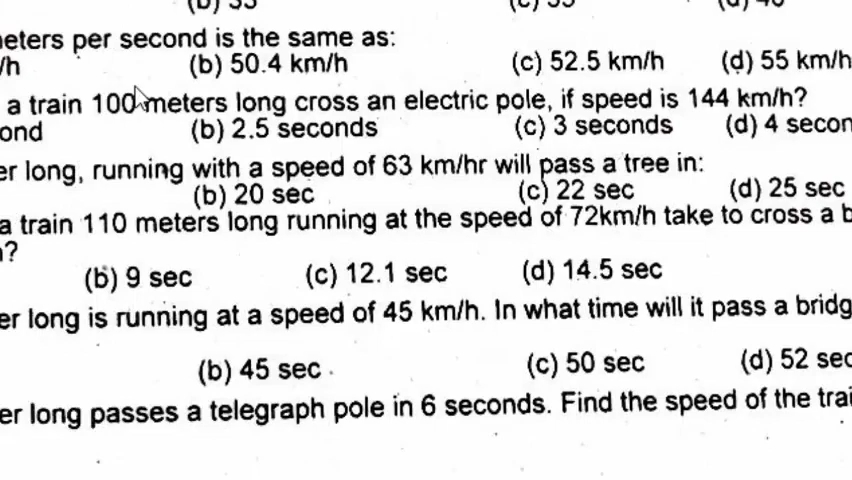 (b) 35 (c) 35 (d) 40
eters per second is the same as:
/h (b) 50.4 km/h (c) 52.5 km/h (d) 55 km/h
a train 100 meters long cross an electric pole, if speed is 144 km/h?
ond (b) 2.5 seconds (c) 3 seconds (d) 4 secon
er long, running with a speed of 63 km/hr will pass a tree in:
(b) 20 sec (c) 22 sec (d) 25 sec
a train 110 meters long running at the speed of 72km/h take to cross a b
?
(b) 9 sec (c) 12.1 sec (d) 14.5 sec
er long is running at a speed of 45 km/h. In what time will it pass a bridg
(b) 45 sec (c) 50 sec (d) 52 sec
er long passes a telegraph pole in 6 seconds. Find the speed of the trai